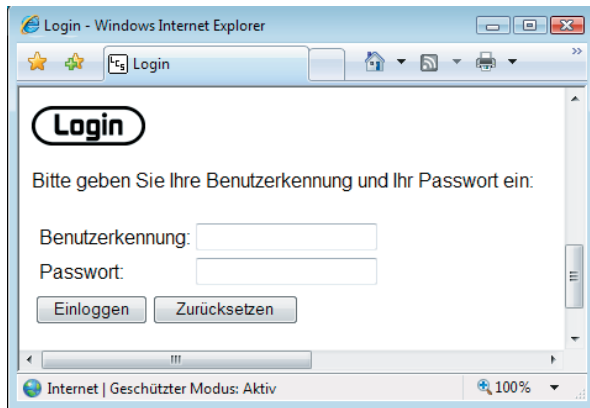 Login - Windows Internet Explorer
Login
Login
Bitte geben Sie Ihre Benutzerkennung und Ihr Passwort ein:
Benutzerkennung:
Passwort:
Einloggen Zurücksetzen
Internet | Geschützter Modus: Aktiv 100%